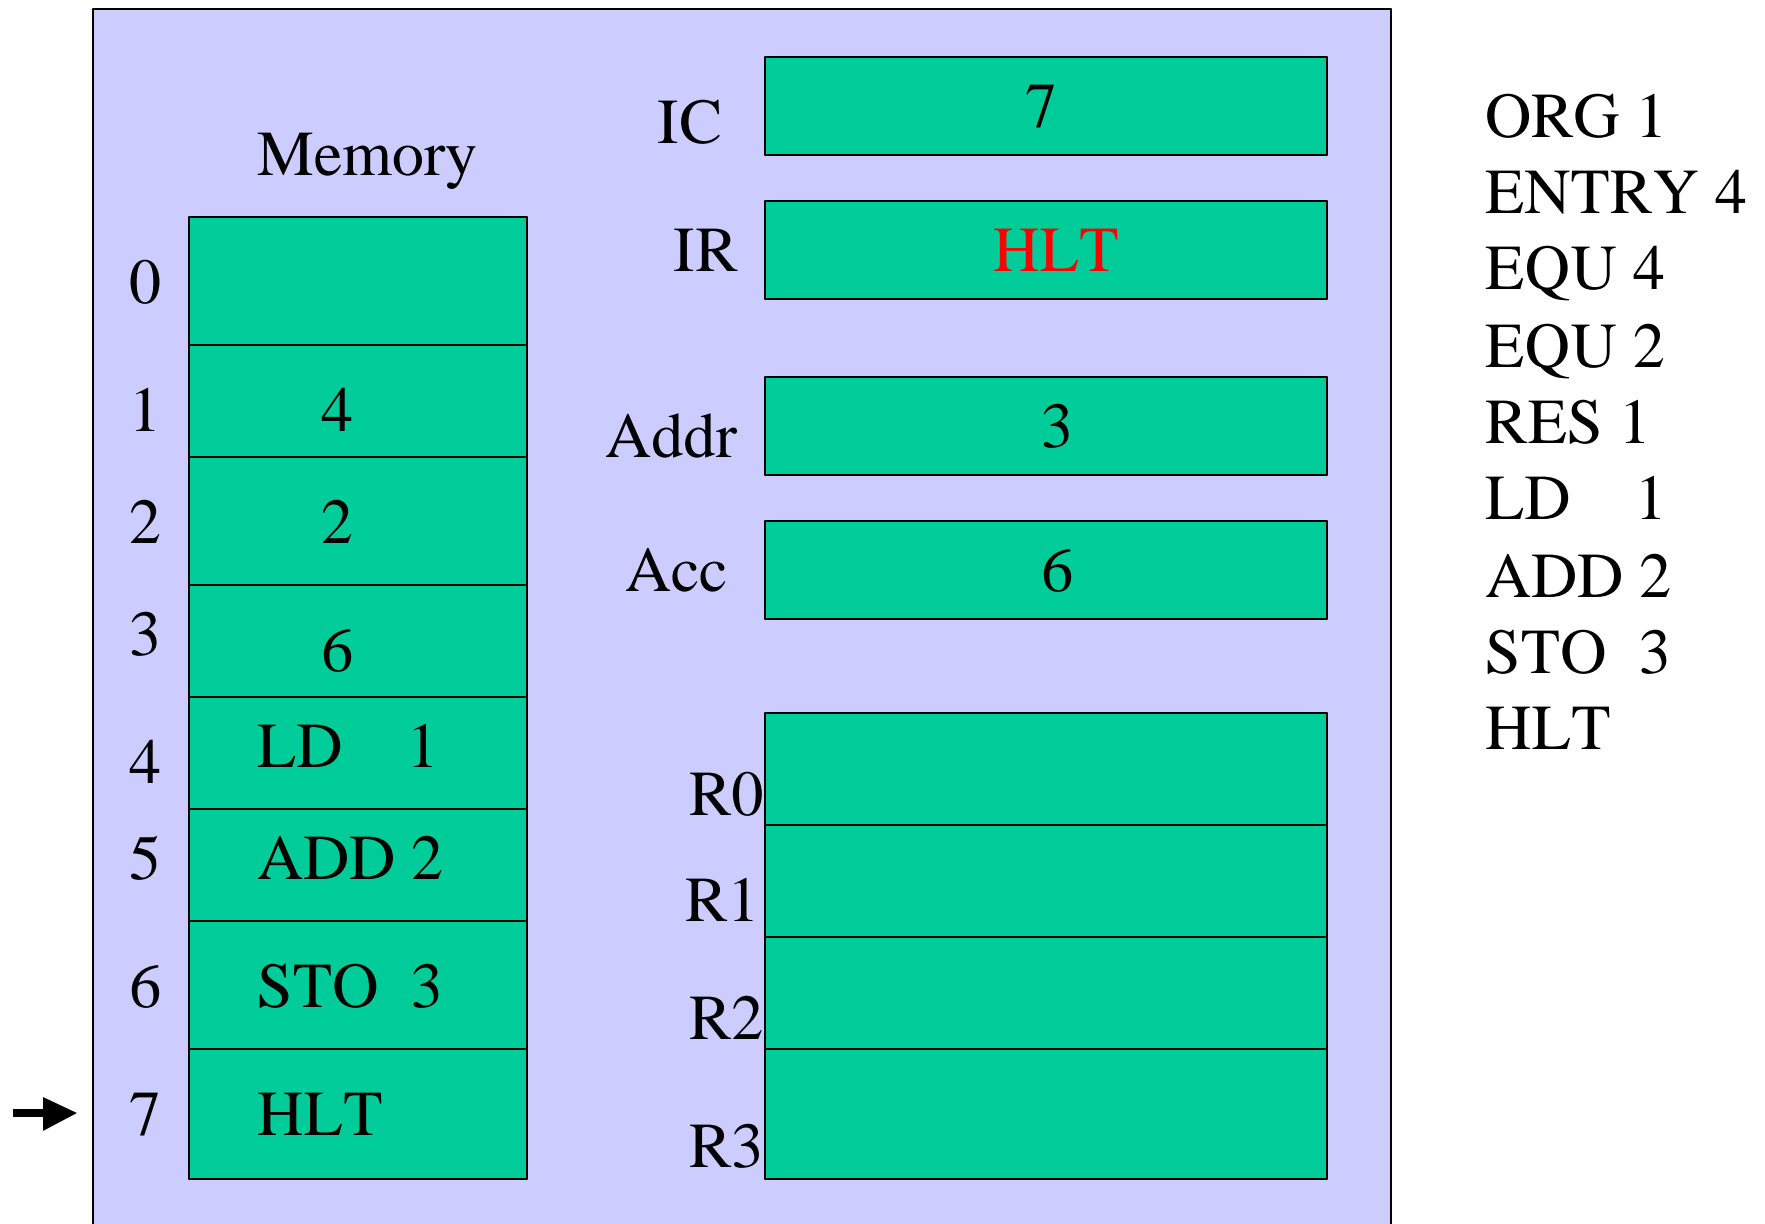 Memory
0
1 4
2 2
3 6
4 LD 1
5 ADD 2
6 STO 3
7 HLT
IC 7
IR HLT
Addr 3
Acc 6
R0
R1
R2
R3
ORG 1
ENTRY 4
EQU 4
EQU 2
RES 1
LD 1
ADD 2
STO 3
HLT